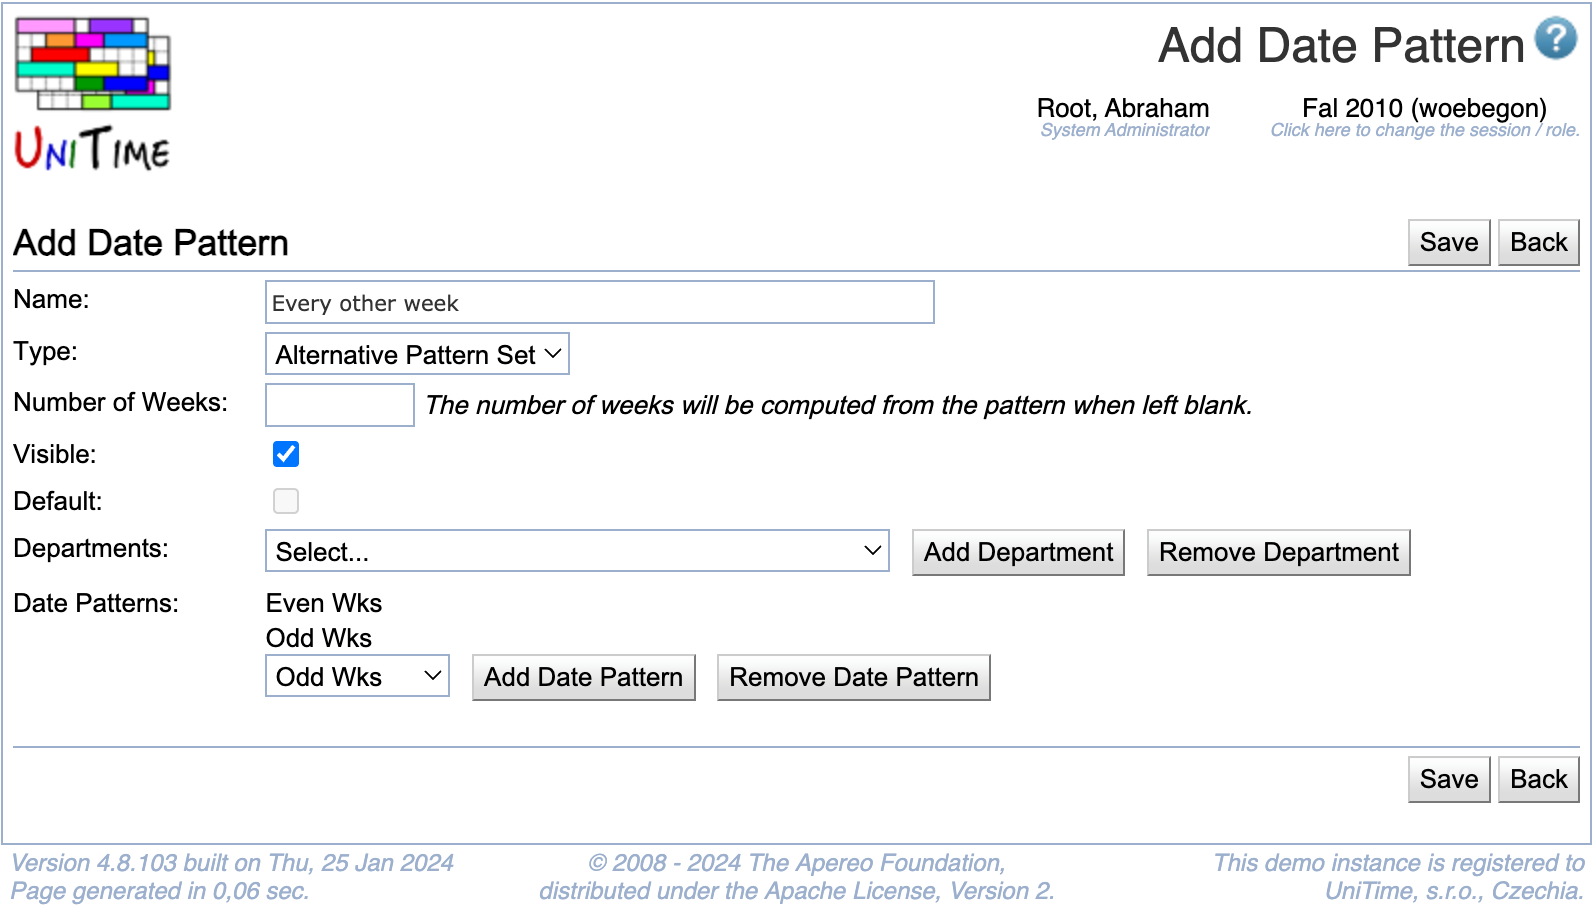 UniTime
Add Date Pattern ?
Root, Abraham
System Administrator
Fal 2010 (woebegon)
Click here to change the session / role.
Add Date Pattern
Save Back
Name: Every other week
Type: Alternative Pattern Set
Number of Weeks: The number of weeks will be computed from the pattern when left blank.
Visible:
Default:
Departments: Select... Add Department Remove Department
Date Patterns: Even Wks
Odd Wks
Odd Wks Add Date Pattern Remove Date Pattern
Save Back
Version 4.8.103 built on Thu, 25 Jan 2024
Page generated in 0,06 sec.
© 2008 - 2024 The Apereo Foundation,
distributed under the Apache License, Version 2.
This demo instance is registered to
UniTime, s.r.o., Czechia.